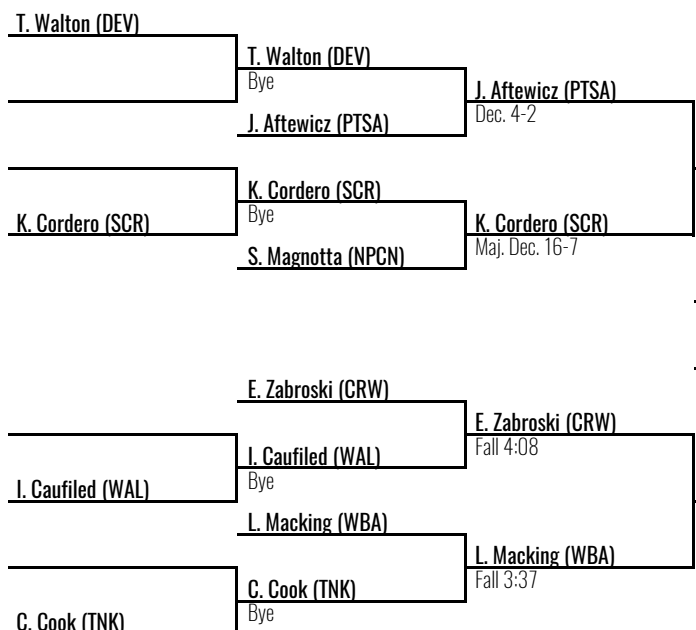 T. Walton (DEV)
T. Walton (DEV)
Bye
J. Aftewicz (PTSA)
J. Aftewicz (PTSA)
Dec. 4-2
K. Cordero (SCR)
K. Cordero (SCR)
Bye
S. Magnotta (NPCN)
K. Cordero (SCR)
Maj. Dec. 16-7
E. Zabroski (CRW)
I. Caufiled (WAL)
I. Caufiled (WAL)
Bye
E. Zabroski (CRW)
Fall 4:08
L. Macking (WBA)
C. Cook (TNK)
C. Cook (TNK)
Bye
L. Macking (WBA)
Fall 3:37